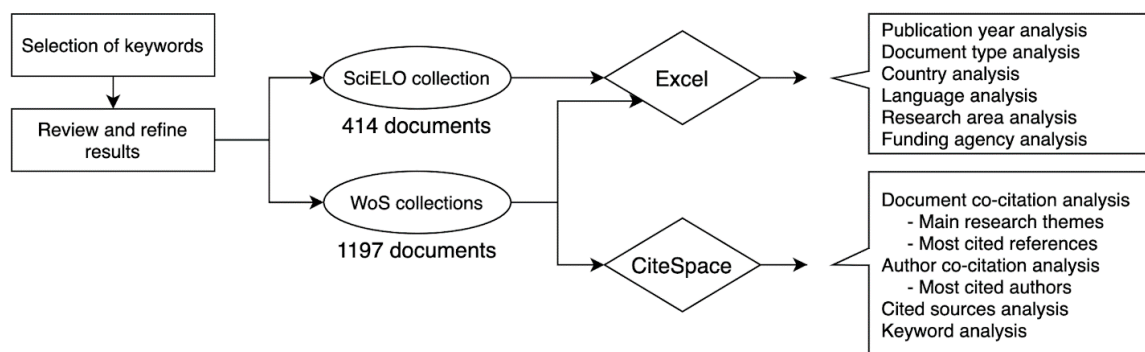 Selection of keywords
Review and refine
results
SciELO collection
414 documents
WoS collections
1197 documents
Excel
CiteSpace
Publication year analysis
Document type analysis
Country analysis
Language analysis
Research area analysis
Funding agency analysis
Document co-citation analysis
- Main research themes
- Most cited references
Author co-citation analysis
- Most cited authors
Cited sources analysis
Keyword analysis